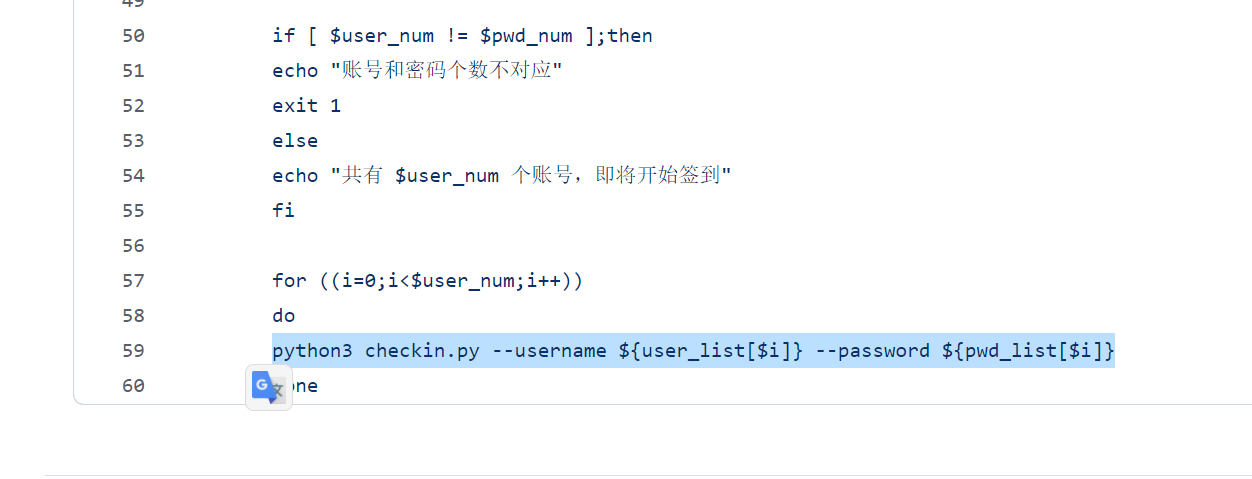 49
50 if [ $user_num != $pwd_num ];then
51 echo "账号和密码个数不对应"
52 exit 1
53 else
54 echo "共有 $user_num 个账号，即将开始签到"
55 fi
56
57 for ((i=0;i<$user_num;i++))
58 do
59 python3 checkin.py --username ${user_list[$i]} --password ${pwd_list[$i]}
60 one
G 文